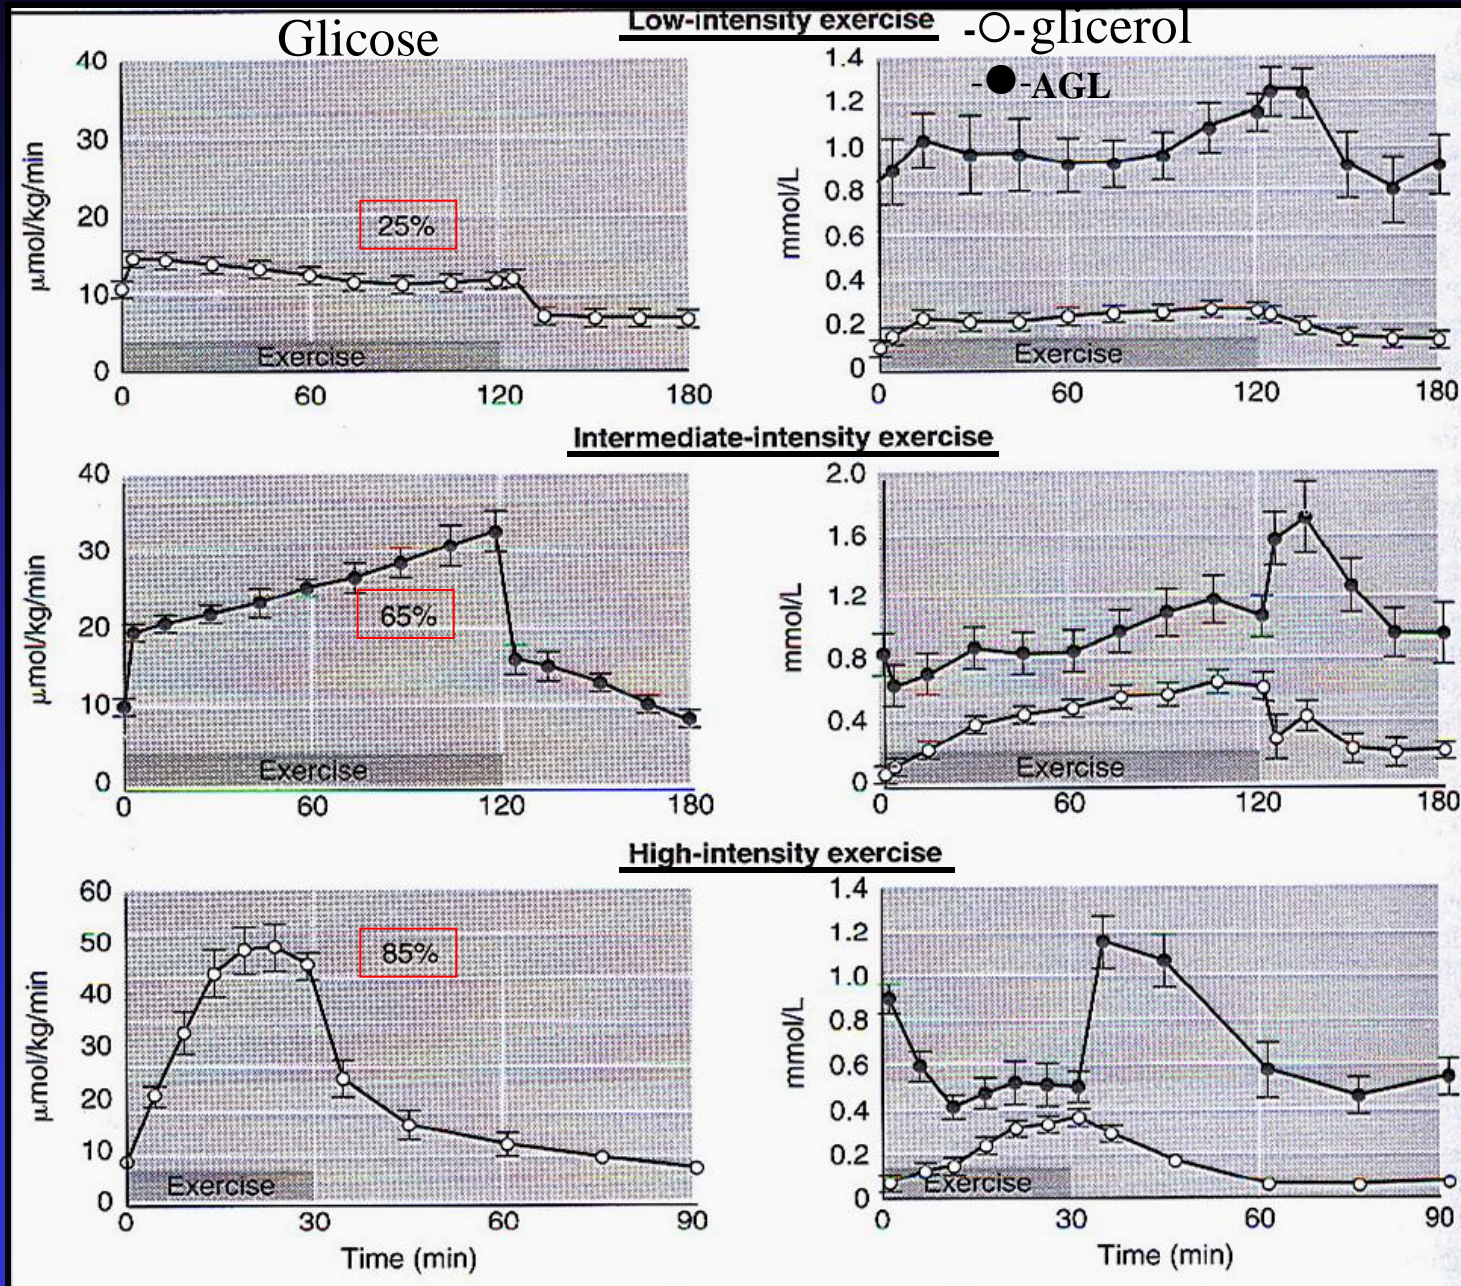 Low-intensity exercise
Glicose
-O-glicerol
-●-AGL
40
30
20
10
0
μmol/kg/min
25%
Exercise
0 60 120 180
1.4
1.2
1.0
0.8
0.6
0.4
0.2
0
mmol/L
Exercise
0 60 120 180
Intermediate-intensity exercise
40
30
20
10
0
μmol/kg/min
65%
Exercise
0 60 120 180
2.0
1.6
1.2
0.8
0.4
0
mmol/L
Exercise
0 60 120 180
High-intensity exercise
60
50
40
30
20
10
0
μmol/kg/min
85%
Exercise
0 30 60 90
Time (min)
1.4
1.2
1.0
0.8
0.6
0.4
0.2
0
mmol/L
Exercise
0 30 60 90
Time (min)